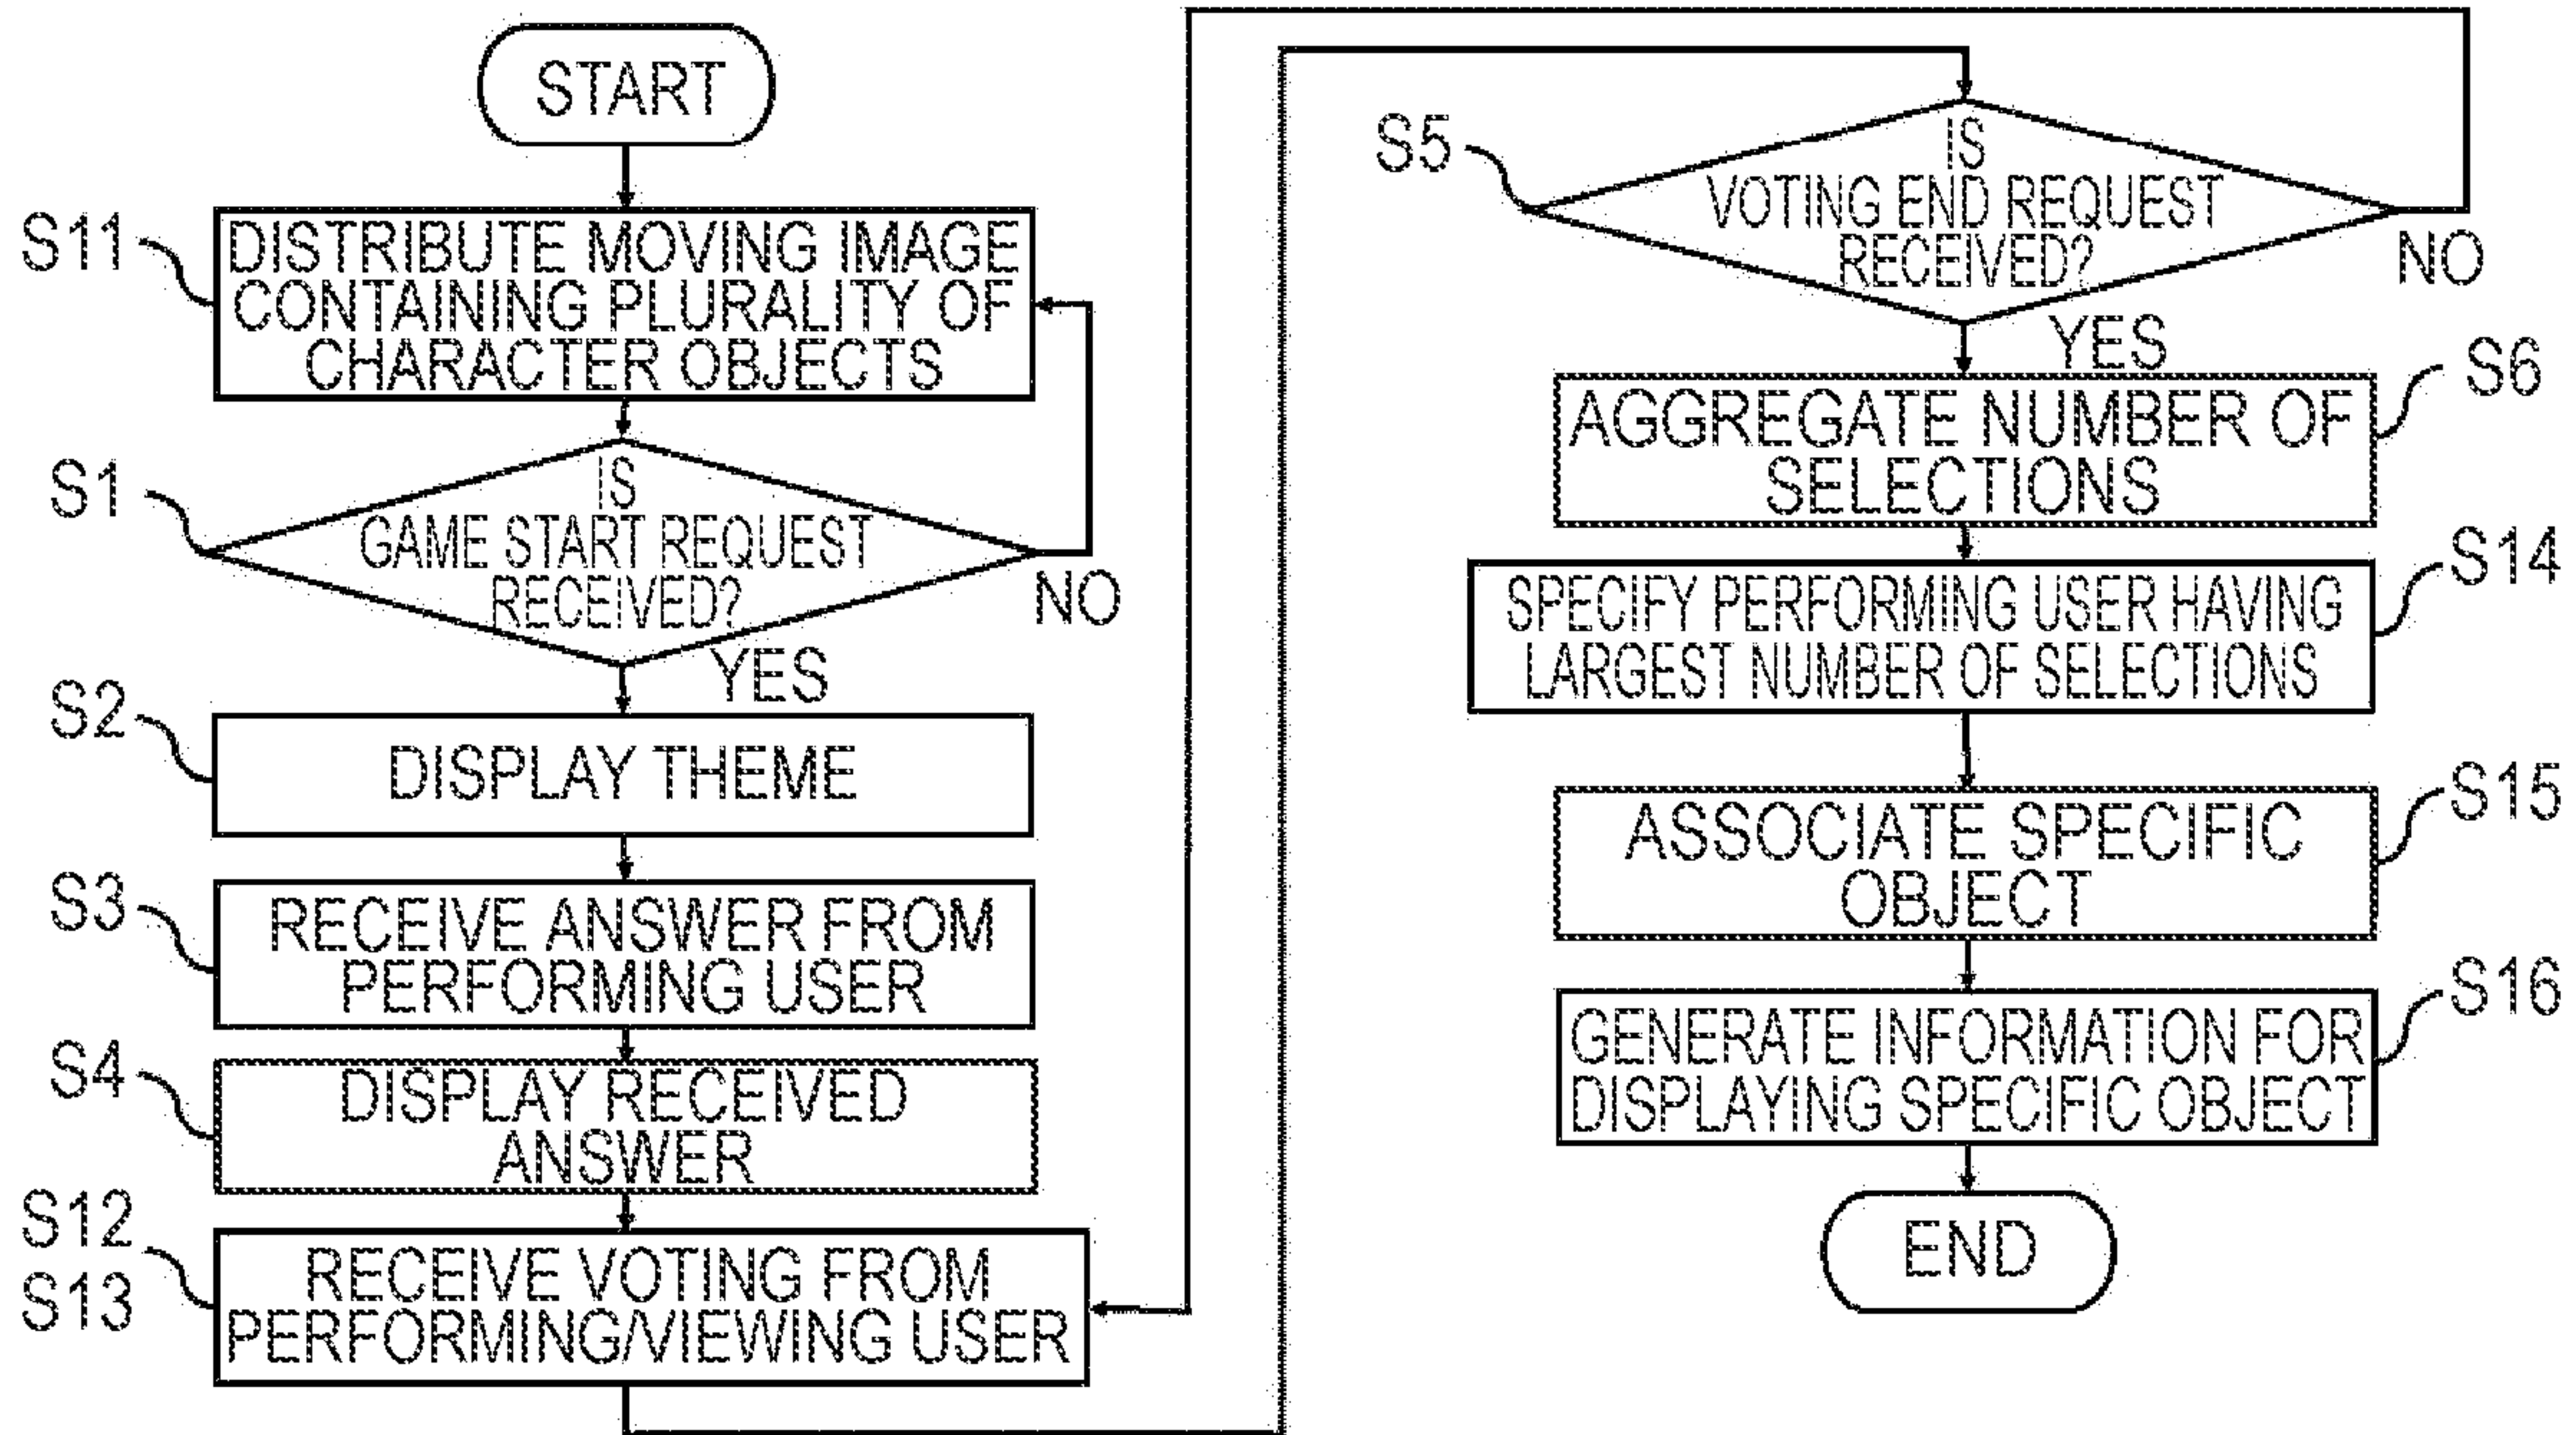 START
S11
DISTRIBUTE MOVING IMAGE
CONTAINING PLURALITY OF
CHARACTER OBJECTS
S1
IS
GAME START REQUEST
RECEIVED?
NO
YES
S2
DISPLAY THEME
S3
RECEIVE ANSWER FROM
PERFORMING USER
S4
DISPLAY RECEIVED
ANSWER
S12
S13
RECEIVE VOTING FROM
PERFORMING/VIEWING USER
S5
IS
VOTING END REQUEST
RECEIVED?
NO
YES
S6
AGGREGATE NUMBER OF
SELECTIONS
S14
SPECIFY PERFORMING USER HAVING
LARGEST NUMBER OF SELECTIONS
S15
ASSOCIATE SPECIFIC
OBJECT
S16
GENERATE INFORMATION FOR
DISPLAYING SPECIFIC OBJECT
END